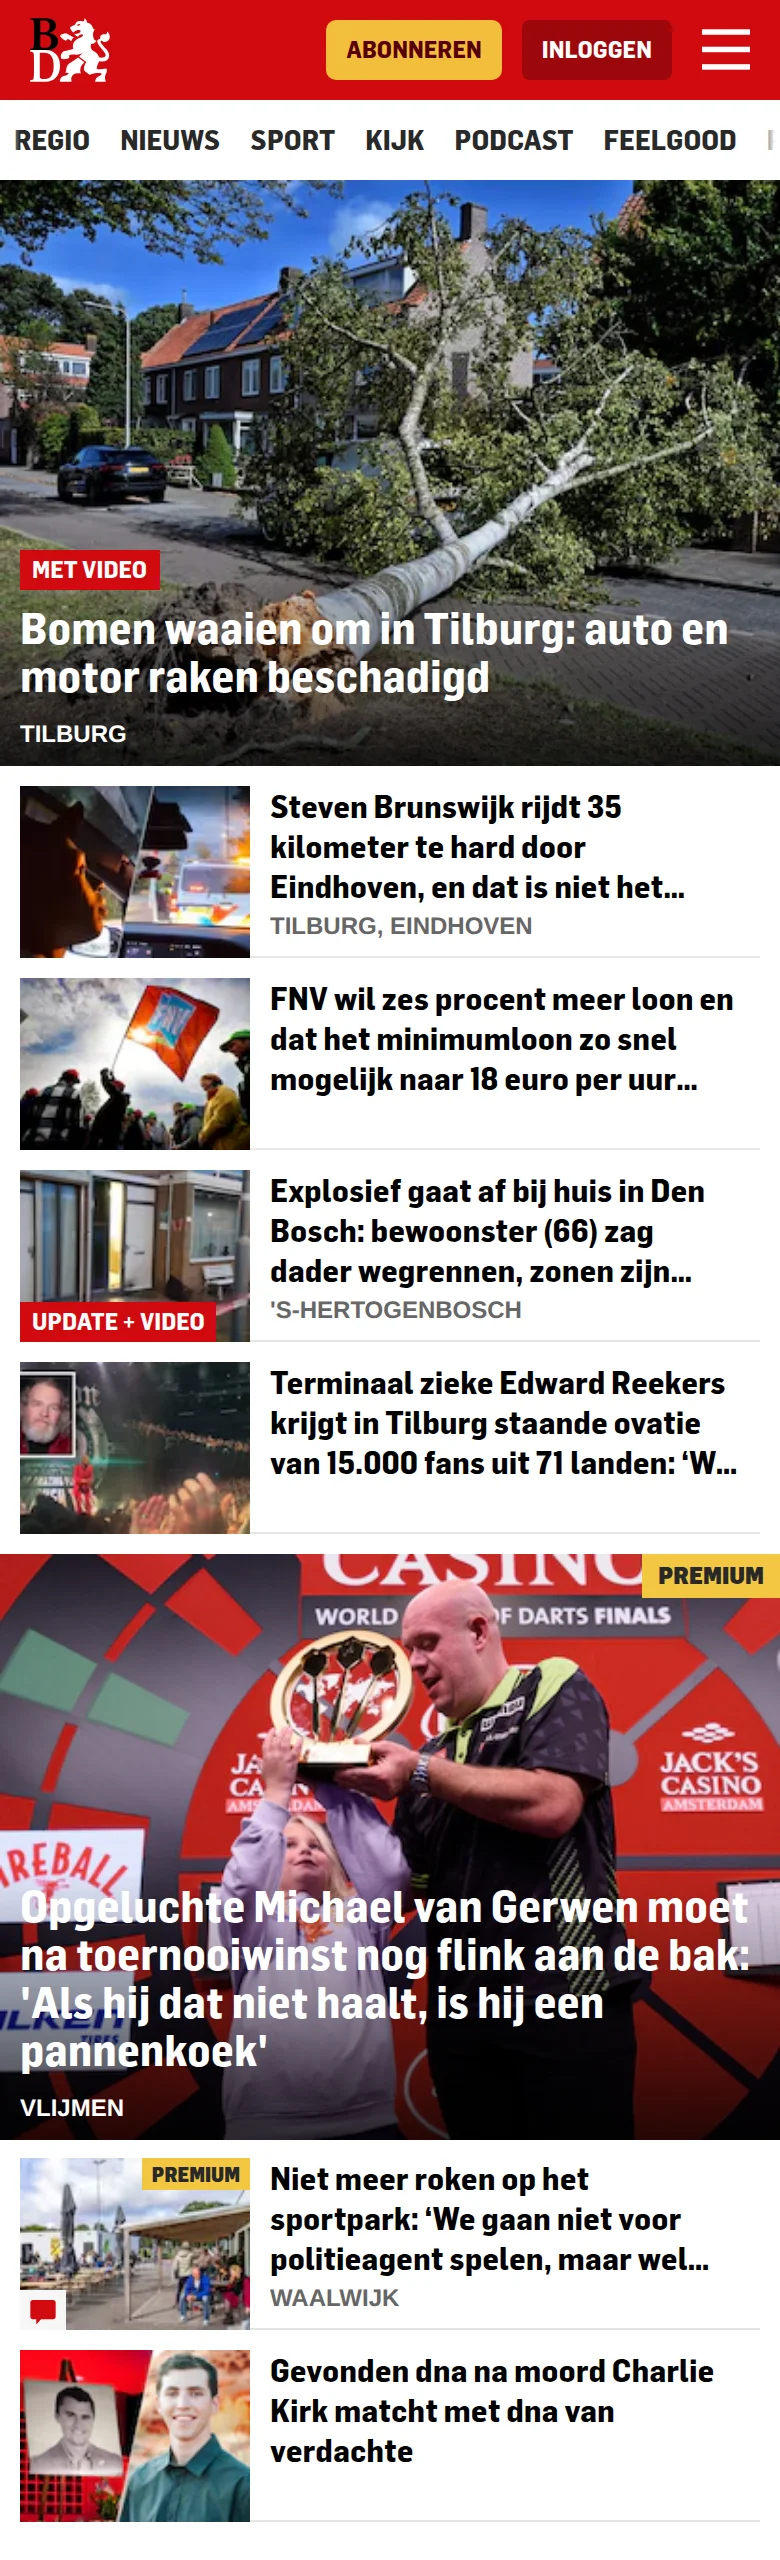 BD
ABONNEREN
INLOGGEN
REGIO NIEUWS SPORT KIJK PODCAST FEELGOOD
MET VIDEO
Bomen waaien om in Tilburg: auto en
motor raken beschadigd
TILBURG
Steven Brunswijk rijdt 35
kilometer te hard door
Eindhoven, en dat is niet het...
TILBURG, EINDHOVEN
FNV wil zes procent meer loon en
dat het minimumloon zo snel
mogelijk naar 18 euro per uur...
Explosief gaat af bij huis in Den
Bosch: bewoonster (66) zag
dader wegrennen, zonen zijn...
UPDATE + VIDEO
'S-HERTOGENBOSCH
Terminaal zieke Edward Reekers
krijgt in Tilburg staande ovatie
van 15.000 fans uit 71 landen: ‘W...
PREMIUM
CASINO
WORLD OF DARTS FINALS
JACK'S
CASINO
AMSTERDAM
Opgeluchte Michael van Gerwen moet
na toernooiwinst nog flink aan de bak:
'Als hij dat niet haalt, is hij een
pannenkoek'
VLIJMEN
PREMIUM
Niet meer roken op het
sportpark: ‘We gaan niet voor
politieagent spelen, maar wel...
WAALWIJK
Gevonden dna na moord Charlie
Kirk matcht met dna van
verdachte